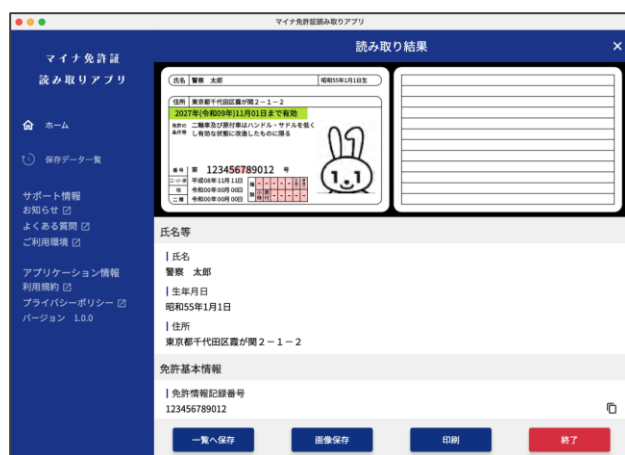 マイナ免許証読み取りアプリ
マイナ免許証
読み取りアプリ
ホーム
保存データ一覧
サポート情報
お知らせ
よくある質問
ご利用環境
アプリケーション情報
利用規約
プライバシーポリシー
バージョン 1.0.0
読み取り結果
氏名 警察 太郎 昭和55年1月1日生
住所 東京都千代田区霞が関2-1-2
2027年(令和09年)11月01日まで有効
免許の条件等 二輪車及び原付車はハンドル・サドルを低く
し有効な状態に改造したものに限る
番号 第 123456789012 号
二・小・原 平成08年11月11日
他 令和00年00月00日
二種 令和00年00月00日
氏名等
氏名
警察 太郎
生年月日
昭和55年1月1日
住所
東京都千代田区霞が関2-1-2
免許基本情報
免許情報記録番号
123456789012
一覧へ保存
画像保存
印刷
終了